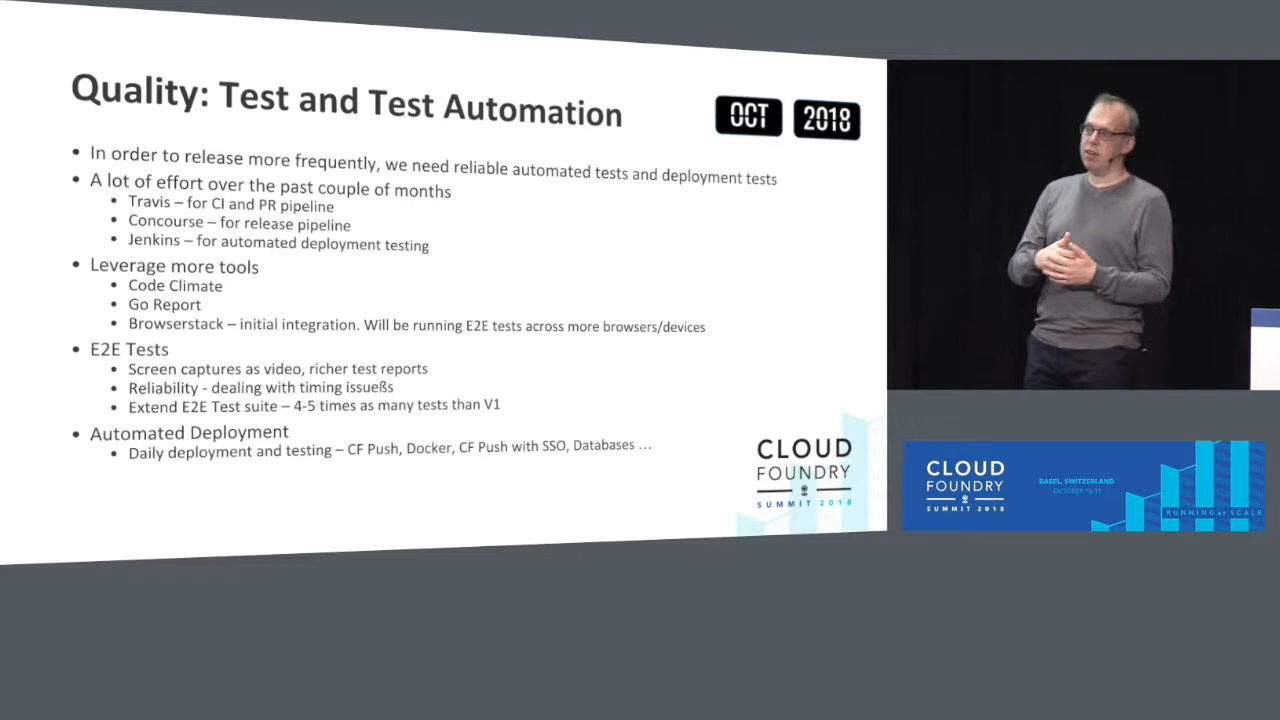 Quality: Test and Test Automation
OCT 2018
• In order to release more frequently, we need reliable automated tests and deployment tests
• A lot of effort over the past couple of months
• Travis – for CI and PR pipeline
• Concourse – for release pipeline
• Jenkins – for automated deployment testing
• Leverage more tools
• Code Climate
• Go Report
• Browserstack – initial integration. Will be running E2E tests across more browsers/devices
• E2E Tests
• Screen captures as video, richer test reports
• Reliability - dealing with timing issueßs
• Extend E2E Test suite – 4-5 times as many tests than V1
• Automated Deployment
• Daily deployment and testing – CF Push, Docker, CF Push with SSO, Databases …
CLOUD
FOUNDRY
SUMMIT 2018
CLOUD
FOUNDRY
SUMMIT 2018
BASEL, SWITZERLAND
OCTOBER 10-11
RUNNING at SCALE